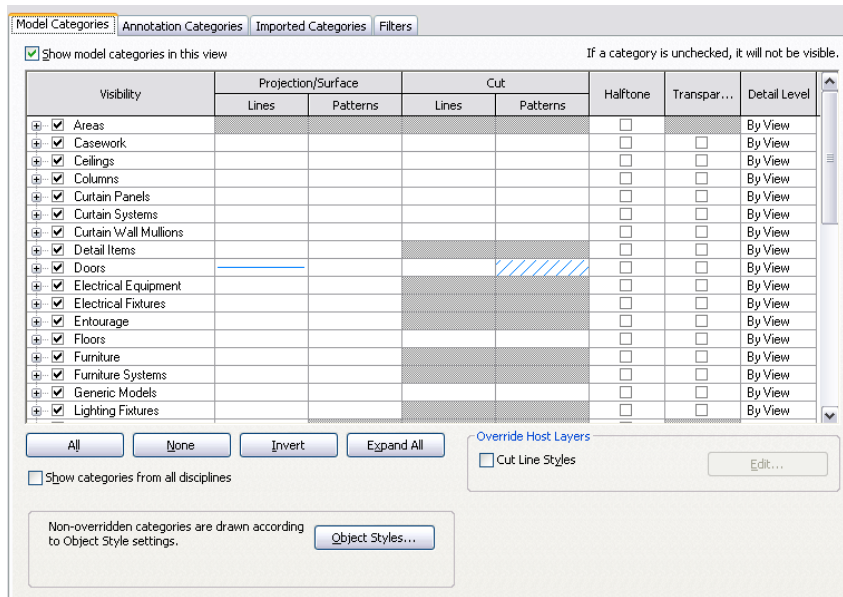 Model Categories Annotation Categories Imported Categories Filters
Show model categories in this view If a category is unchecked, it will not be visible.
Visibility Projection/Surface Cut Halftone Transpar... Detail Level
Lines Patterns Lines Patterns
Areas By View
Casework By View
Ceilings By View
Columns By View
Curtain Panels By View
Curtain Systems By View
Curtain Wall Mullions By View
Detail Items By View
Doors By View
Electrical Equipment By View
Electrical Fixtures By View
Entourage By View
Floors By View
Furniture By View
Furniture Systems By View
Generic Models By View
Lighting Fixtures By View
All None Invert Expand All Override Host Layers
Cut Line Styles Edit...
Show categories from all disciplines
Non-overridden categories are drawn according
to Object Style settings. Object Styles...